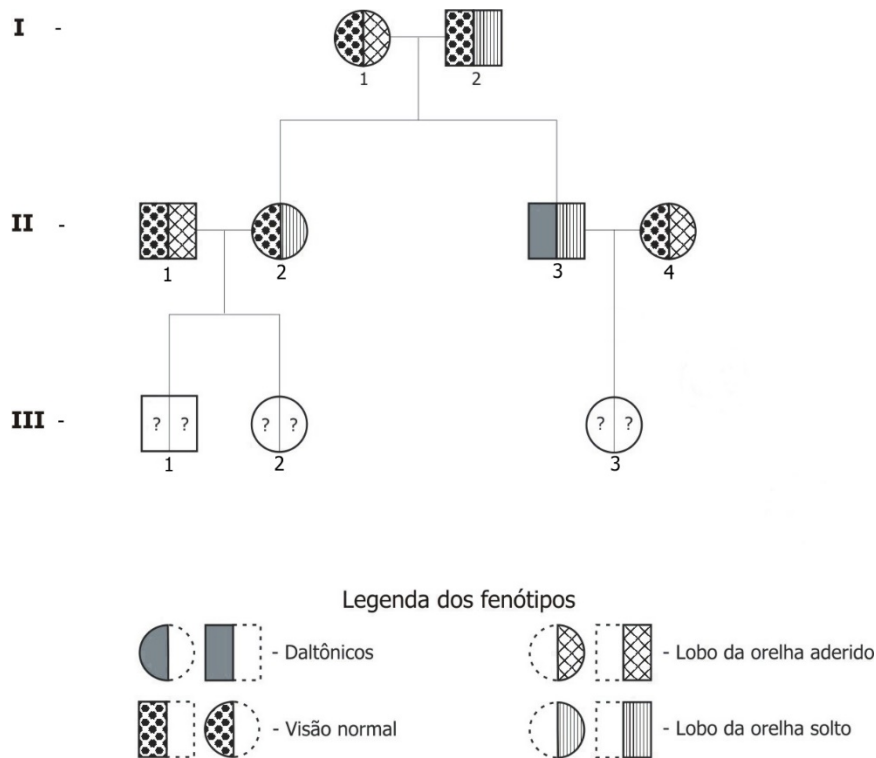 I -
1 2
II -
1 2 3 4
III -
? ? ? ? ? ?
1 2 3
Legenda dos fenótipos
- Daltônicos
- Lobo da orelha aderido
- Visão normal
- Lobo da orelha solto